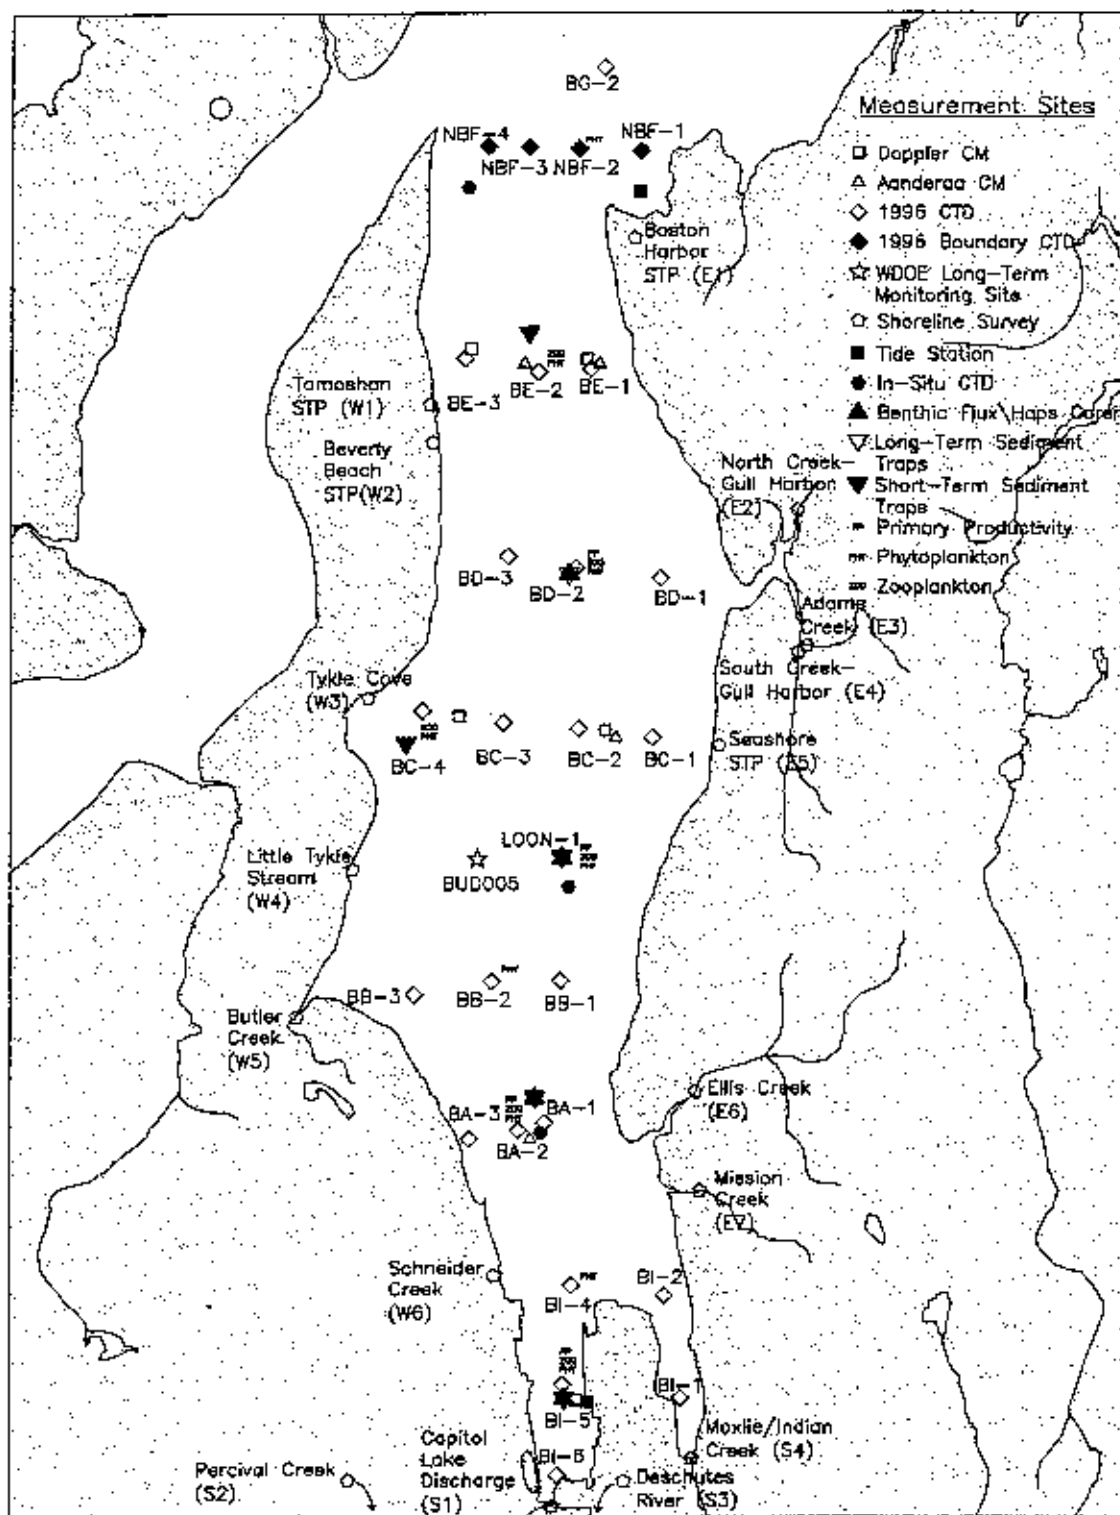 BG-2
Measurement Sites
NBF-4
NBF-3
NBF-2
NBF-1
Doppler CM
Aanderaa CM
1996 CTD
1996 Boundary CTD
WDOE Long-Term
Monitoring Site
Shoreline Survey
Tide Station
In-Situ CTD
Benthic Flux\Haps Corer
Long-Term Sediment
Traps
Short-Term Sediment
Traps
Primary Productivity
Phytoplankton
Zooplankton
Boston
Harbor
STP (E1)
Tamoshan
STP (W1)
BE-3
BE-2
BE-1
Beverly
Beach
STP(W2)
North Creek-
Gull Harbor
(E2)
BD-3
BD-2
BD-1
Adams
Creek (E3)
South Creek-
Gull Harbor (E4)
Tykle Cove
(W3)
BC-4
BC-3
BC-2
BC-1
Seashore
STP (E5)
LOON-1
BUD005
Little Tykle
Stream
(W4)
BB-3
BB-2
BB-1
Butler
Creek
(W5)
Ellis Creek
(E6)
BA-3
BA-1
BA-2
Mission
Creek
Schneider
Creek
(W6)
BI-2
BI-4
BI-1
BI-5
BI-6
Moxlie/Indian
Creek (S4)
Capitol
Lake
Discharge
(S1)
Percival Creek
(S2)
Deschutes
River (S3)